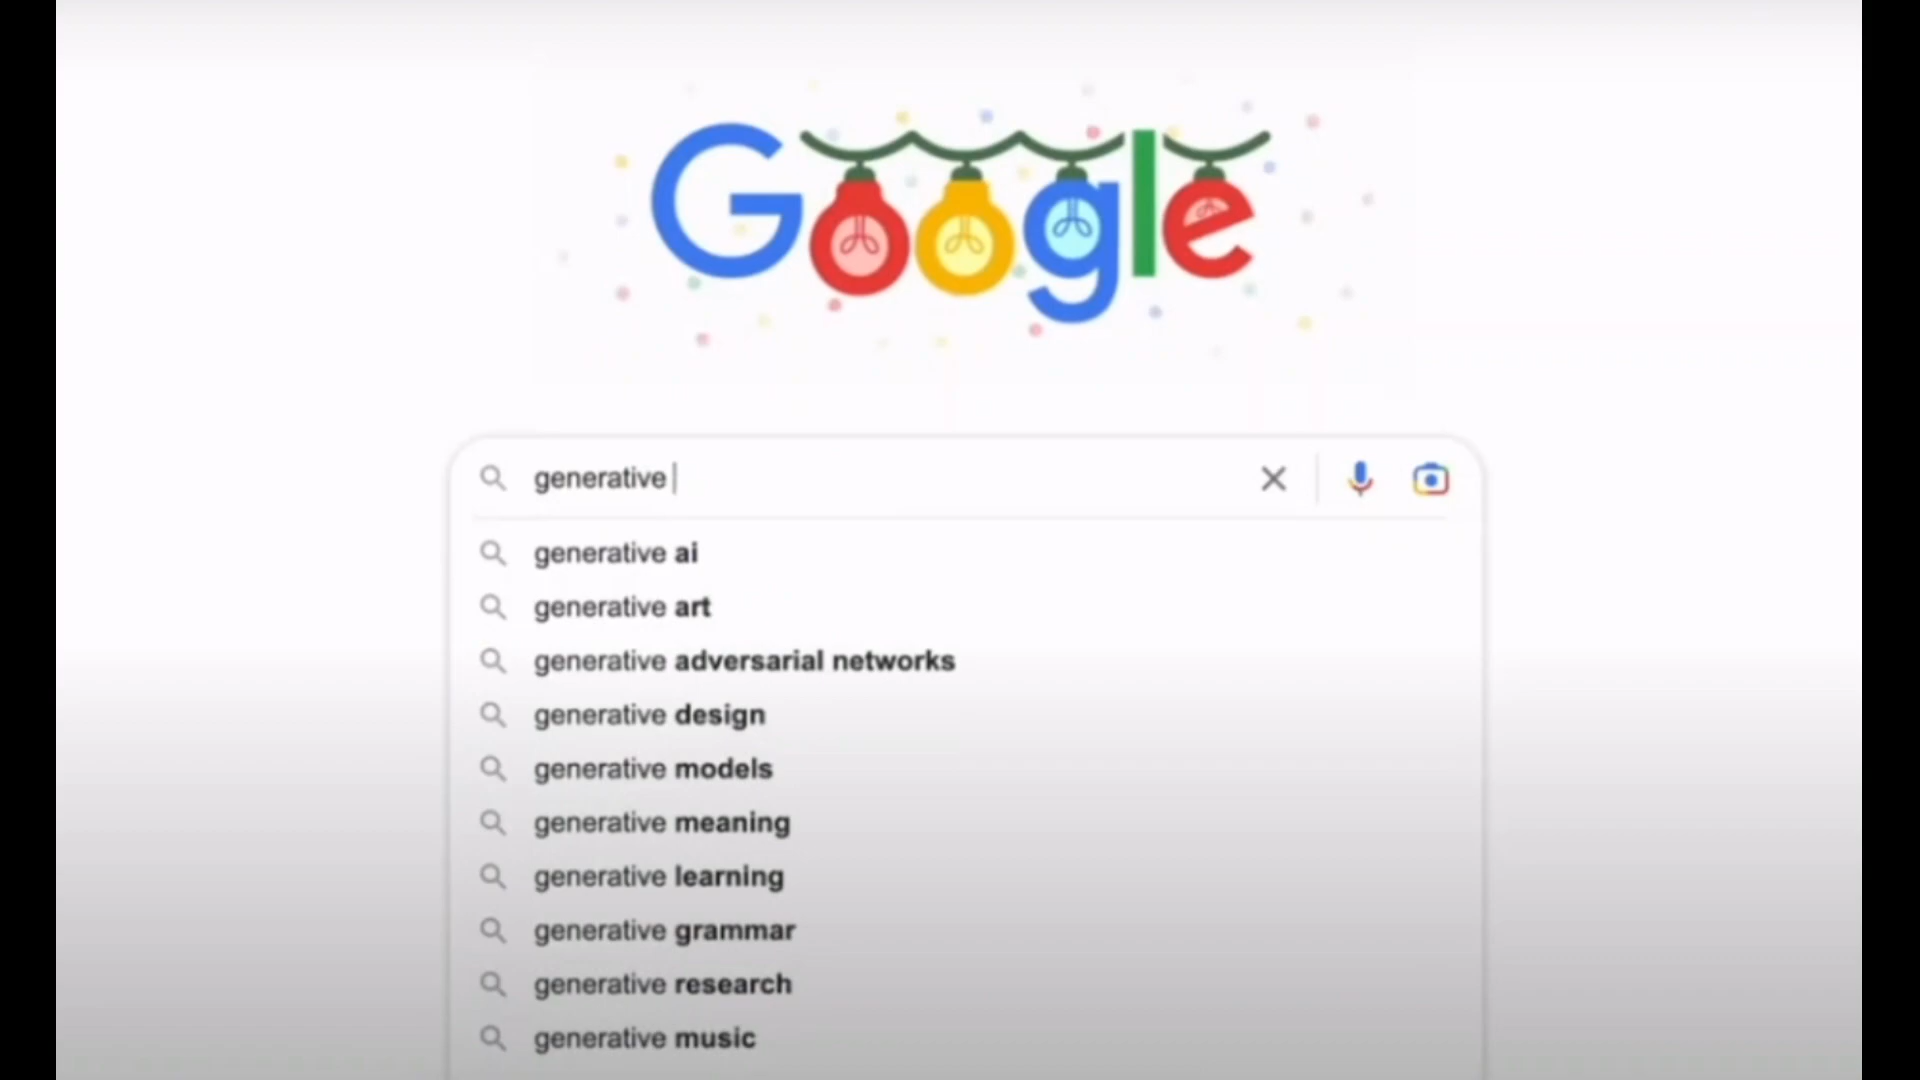 Google
generative
generative ai
generative art
generative adversarial networks
generative design
generative models
generative meaning
generative learning
generative grammar
generative research
generative music